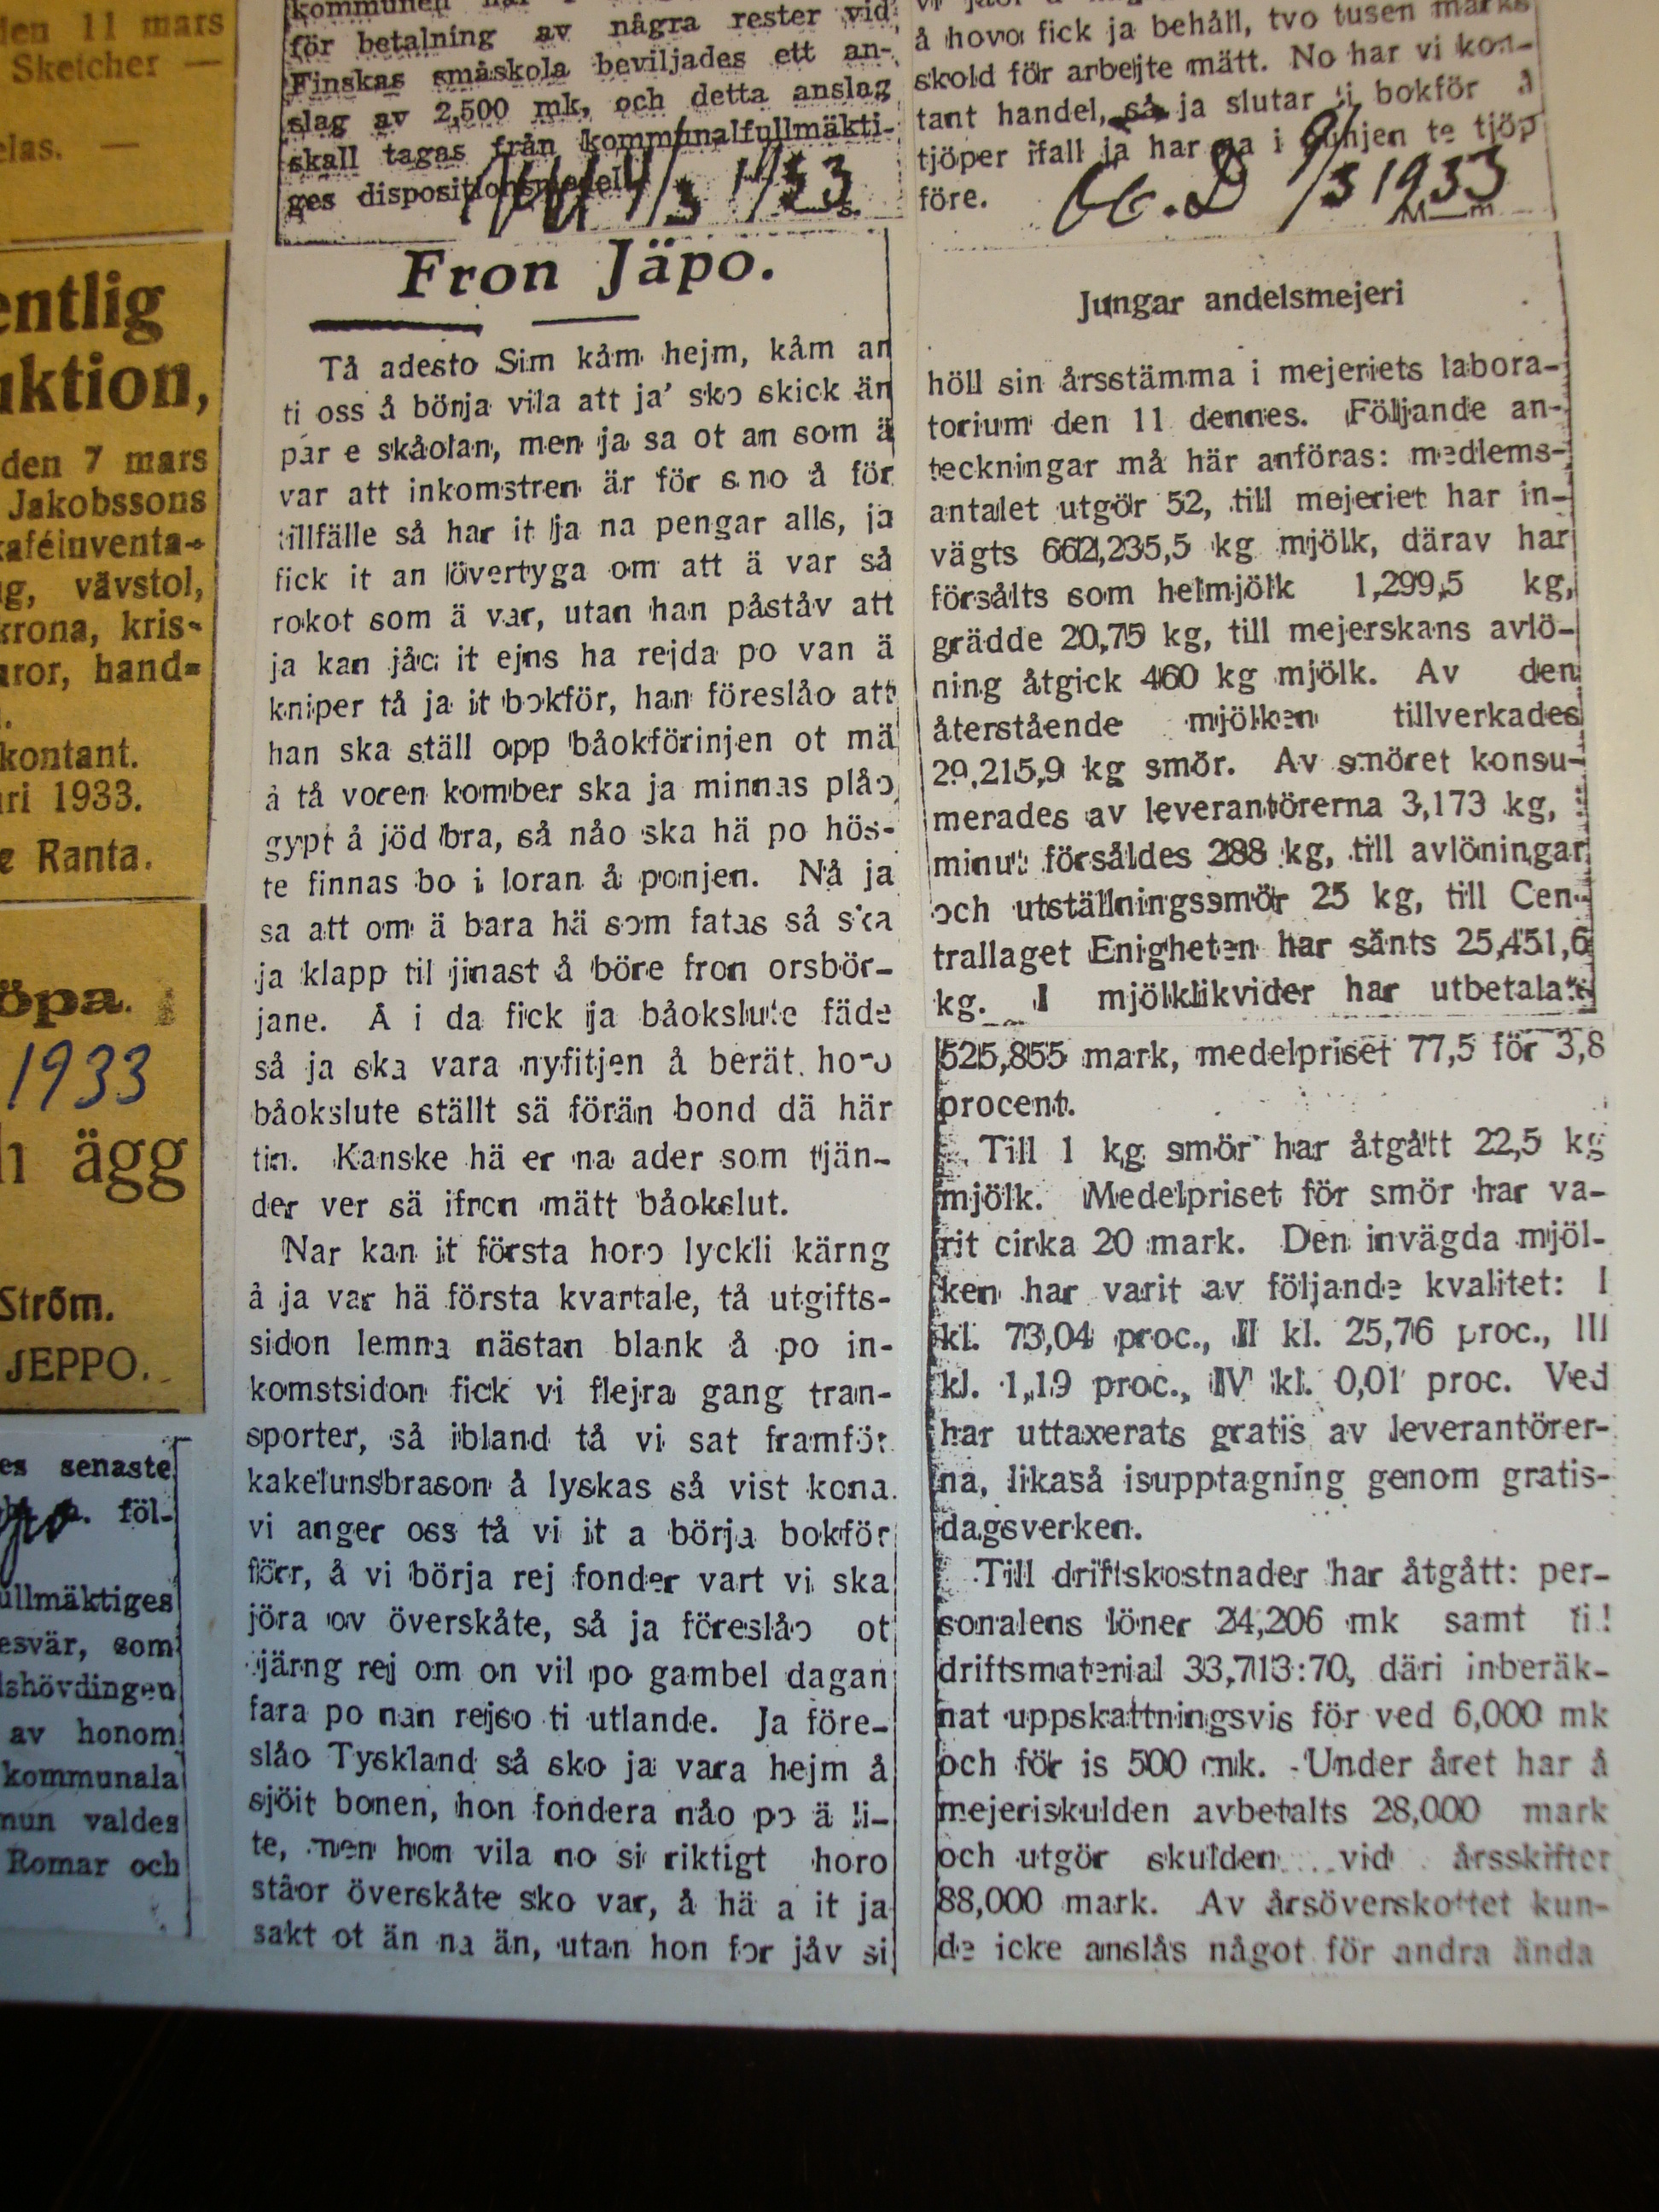 den 11 mars
Sketcher —
elas. —
entlig
uktion,
den 7 mars
Jakobssons
kaféinventa-
ug, vävstol,
krona, kris-
aror, hand-
kontant.
ari 1933.
e Ranta.
öpa.
1933
h ägg
Ström.
JEPPO.
es senaste
föl-
ullmäktiges
esvär, som
lshövdingen
av honom
kommunala
mun valdes
Romar och
kommunen har
för betalning av några rester vid
Finskas småskola beviljades ett an-
slag av 2,500 mk, och detta anslag
skall tagas från kommunalfullmäkti-
ges dispositionsmedel.
1/3 1933
s.
Fron Jäpo.
Tå adesto Sim kåm hejm, kåm an
ti oss å bönja vila att ja' sko skick än
pår e skåolan, men ja sa ot an som ä
var att inkomstren är för sno å för
tillfälle så har it ja na pengar alls, ja
fick it an övertyga om att ä var så
rokot som ä var, utan han påståv att
ja kan jåo it ejns ha rejda po van ä
kniper tå ja it bokför, han föreslåo att
han ska ställ opp båokförinjen ot mä
å tå voren komber ska ja minnas plåo
gypt å jöd bra, så nåo ska hä po hös-
te finnas bo i loran å ponjen. Nå ja
sa att om ä bara hä som fatas så ska
ja klapp til jinast å böre fron orsbör-
jane. Å i da fick ja båokslute fäde
så ja ska vara nyfitjen å berät horo
båokslute ställt sä förän bond dä här
tin. Kanske hä er na ader som tjän-
der ver sä ifron mätt båokslut.
Nar kan it första horo lyckli kärng
å ja var hä första kvartale, tå utgifts-
sidon lemna nästan blank å po in-
komstsidon fick vi flejra gang tran-
sporter, så ibland tå vi sat framför
kakelunsbrason å lyskas så vist kona
vi anger oss tå vi it a börja bokför
förr, å vi börja rej fonder vart vi ska
jöra ov överskåte, så ja föreslåo ot
tjärng rej om on vil po gambel dagan
fara po nan rejso ti utlande. Ja före-
slåo Tyskland så sko ja vara hejm å
sjöit bonen, hon fondera nåo po ä li-
te, men hon vila no si riktigt horo
ståor överskåte sko var, å hä a it ja
sakt ot än na än, utan hon for jåv si
å hovo fick ja behåll, tvo tusen marks
skold för arbejte mätt. No har vi kon-
tant handel, så ja slutar ti bokför å
tjöper ifall ja har na i punjen te tjöp
före.
Öb.D 9/3 1933
M—m
Jungar andelsmejeri
höll sin årsstämma i mejeriets labora-
torium den 11 dennes. Följande an-
teckningar må här anföras: medlems-
antalet utgör 52, till mejeriet har in-
vägts 662,235,5 kg mjölk, därav har
försålts som helmjölk 1,299,5 kg,
grädde 20,75 kg, till mejerskans avlö-
ning åtgick 460 kg mjölk. Av den
återstående mjölken tillverkades
29,215,9 kg smör. Av smöret konsu-
merades av leverantörerna 3,173 kg, i
minut försåldes 288 kg, till avlöningar
och utställningssmör 25 kg, till Cen-
trallaget Enigheten har sänts 25,451,6
kg. I mjölklikvider har utbetalats
525,855 mark, medelpriset 77,5 för 3,8
procent.
Till 1 kg smör har åtgått 22,5 kg
mjölk. Medelpriset för smör har va-
rit cirka 20 mark. Den invägda mjöl-
ken har varit av följande kvalitet: I
kl. 73,04 proc., II kl. 25,76 proc., III
kl. 1,19 proc., IV kl. 0,01 proc. Ved
har uttaxerats gratis av leverantörer-
na, likaså isupptagning genom gratis-
dagsverken.
Till driftskostnader har åtgått: per-
sonalens löner 24,206 mk samt till
driftsmaterial 33,713:70, däri inberäk-
nat uppskattningsvis för ved 6,000 mk
och för is 500 mk. - Under året har å
mejeriskulden avbetalts 28,000 mark
och utgör skulden vid årsskiftet
88,000 mark. Av årsöverskottet kun-
de icke anslås något för andra ända